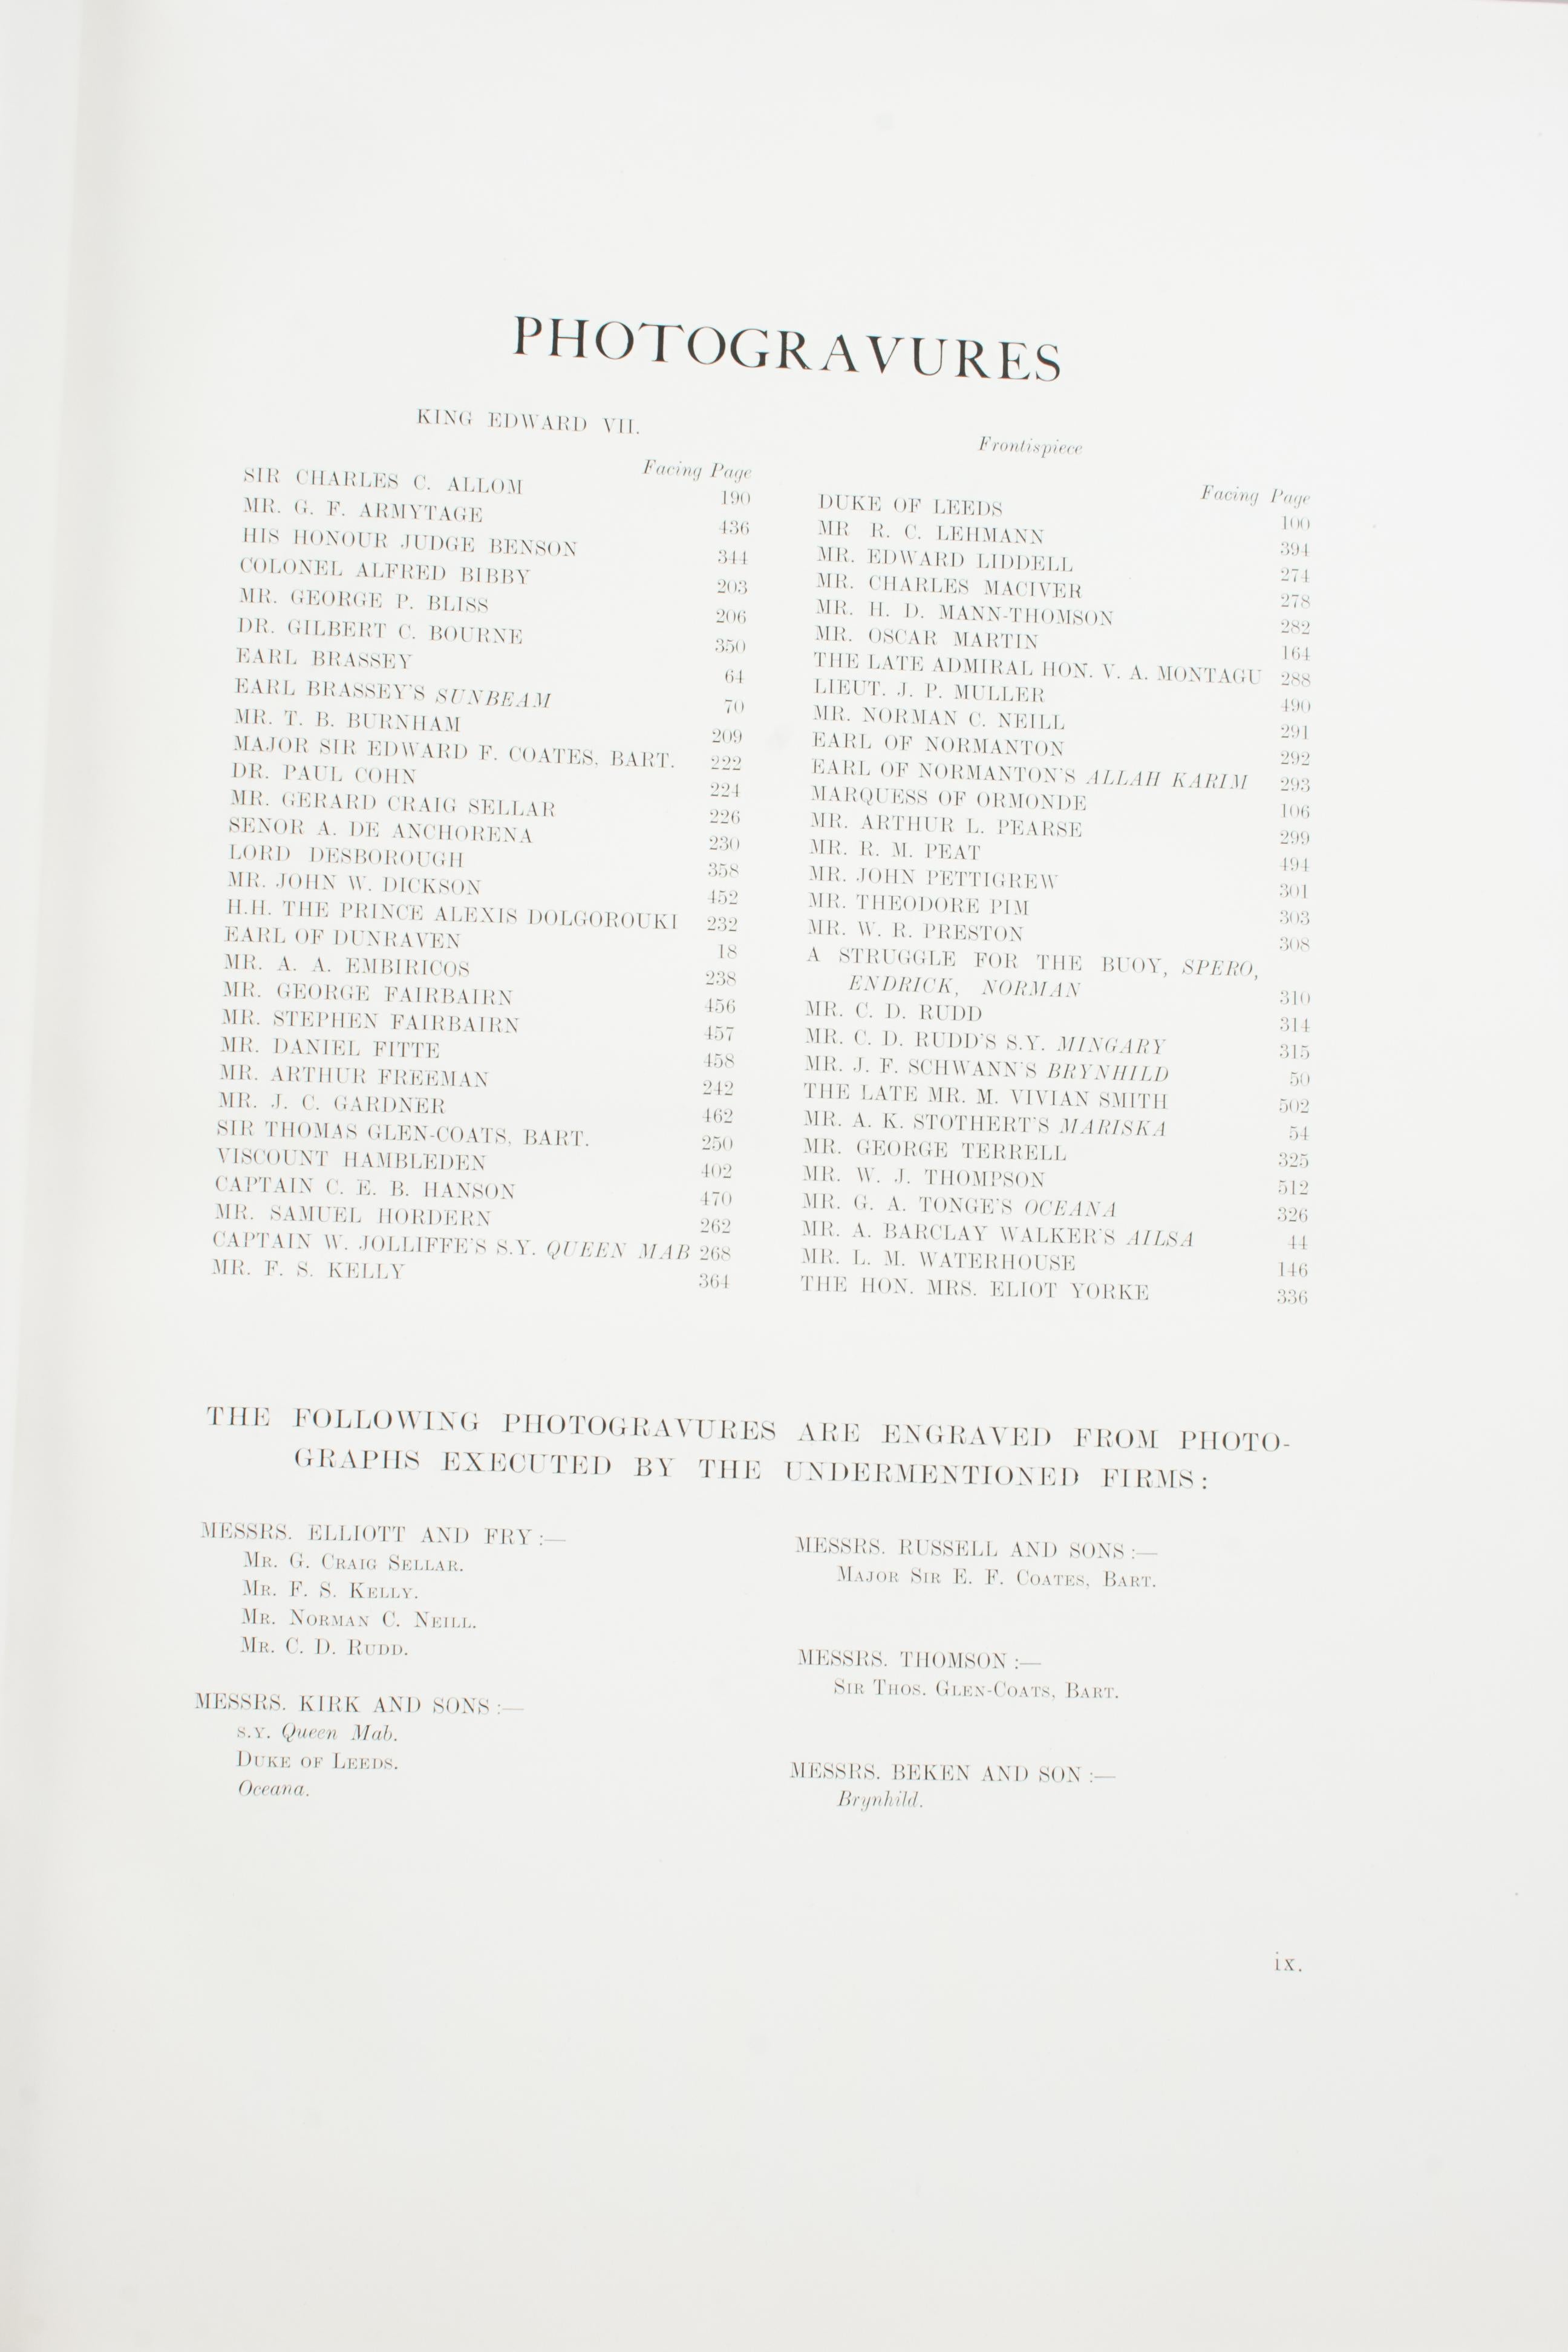 PHOTOGRAVURES
KING EDWARD VII. Frontispiece
Facing Page
SIR CHARLES C. ALLOM 190
MR. G. F. ARMYTAGE 436
HIS HONOUR JUDGE BENSON 344
COLONEL ALFRED BIBBY 203
MR. GEORGE P. BLISS 206
DR. GILBERT C. BOURNE 350
EARL BRASSEY 64
EARL BRASSEY'S SUNBEAM 70
MR. T. B. BURNHAM 209
MAJOR SIR EDWARD F. COATES, BART. 222
DR. PAUL COHN 224
MR. GERARD CRAIG SELLAR 226
SENOR A. DE ANCHORENA 230
LORD DESBOROUGH 358
MR. JOHN W. DICKSON 452
H.H. THE PRINCE ALEXIS DOLGOROUKI 232
EARL OF DUNRAVEN 18
MR. A. A. EMBIRICOS 238
MR. GEORGE FAIRBAIRN 456
MR. STEPHEN FAIRBAIRN 457
MR. DANIEL FITTE 458
MR. ARTHUR FREEMAN 242
MR. J. C. GARDNER 462
SIR THOMAS GLEN-COATS, BART. 250
VISCOUNT HAMBLEDEN 402
CAPTAIN C. E. B. HANSON 470
MR. SAMUEL HORDERN 262
CAPTAIN W. JOLLIFFE'S S.Y. QUEEN MAB 268
MR. F. S. KELLY 364
Facing Page
DUKE OF LEEDS 100
MR R. C. LEHMANN 394
MR. EDWARD LIDDELL 274
MR. CHARLES MACIVER 278
MR. H. D. MANN-THOMSON 282
MR. OSCAR MARTIN 164
THE LATE ADMIRAL HON. V. A. MONTAGU 288
LIEUT. J. P. MULLER 490
MR. NORMAN C. NEILL 291
EARL OF NORMANTON 292
EARL OF NORMANTON'S ALLAH KARIM 293
MARQUESS OF ORMONDE 106
MR. ARTHUR L. PEARSE 299
MR. R. M. PEAT 494
MR. JOHN PETTIGREW 301
MR. THEODORE PIM 303
MR. W. R. PRESTON 308
A STRUGGLE FOR THE BUOY, SPERO,
ENDRICK, NORMAN 310
MR. C. D. RUDD 314
MR. C. D. RUDD'S S.Y. MINGARY 315
MR. J. F. SCHWANN'S BRYNHILD 50
THE LATE MR. M. VIVIAN SMITH 502
MR. A. K. STOTHERT'S MARISKA 54
MR. GEORGE TERRELL 325
MR. W. J. THOMPSON 512
MR. G. A. TONGE'S OCEANA 326
MR. A. BARCLAY WALKER'S AILSA 44
MR. L. M. WATERHOUSE 146
THE HON. MRS. ELIOT YORKE 336
THE FOLLOWING PHOTOGRAVURES ARE ENGRAVED FROM PHOTO-
GRAPHS EXECUTED BY THE UNDERMENTIONED FIRMS:
MESSRS. ELLIOTT AND FRY:—
MR. G. CRAIG SELLAR.
MR. F. S. KELLY.
MR. NORMAN C. NEILL.
MR. C. D. RUDD.
MESSRS. KIRK AND SONS:—
S.Y. Queen Mab.
DUKE OF LEEDS.
Oceana.
MESSRS. RUSSELL AND SONS:—
MAJOR SIR E. F. COATES, BART.
MESSRS. THOMSON:—
SIR THOS. GLEN-COATS, BART.
MESSRS. BEKEN AND SON:—
Brynhild.
ix.